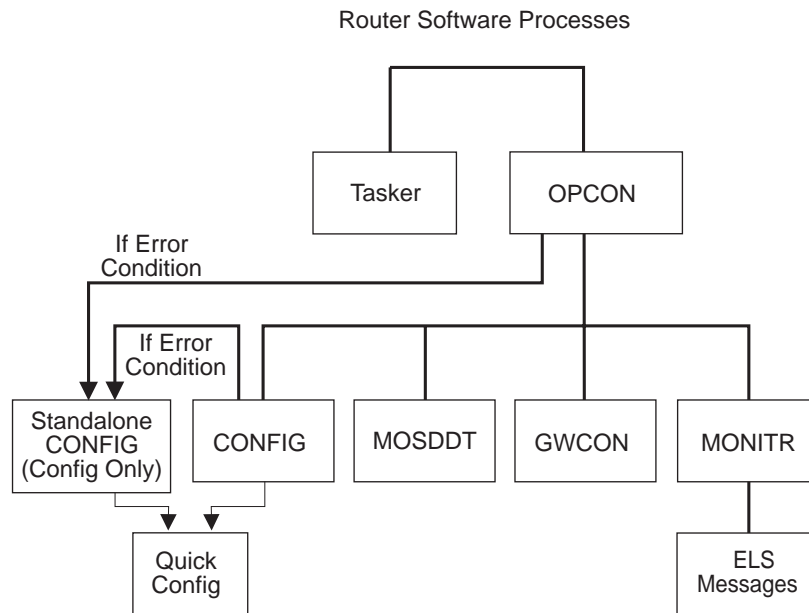 Router Software Processes
Tasker
OPCON
If Error
Condition
If Error
Condition
Standalone
CONFIG
(Config Only)
CONFIG
MOSDDT
GWCON
MONITR
Quick
Config
ELS
Messages